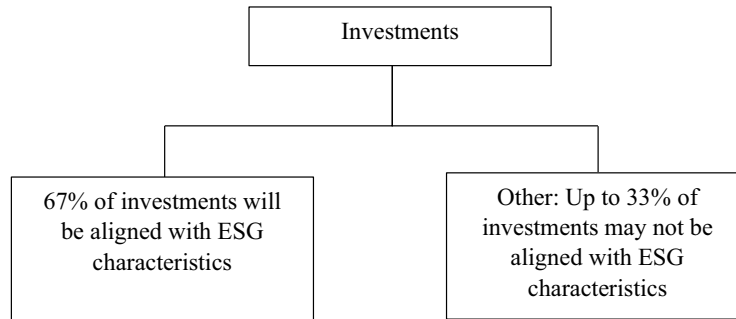 Investments
67% of investments will
be aligned with ESG
characteristics
Other: Up to 33% of
investments may not be
aligned with ESG
characteristics